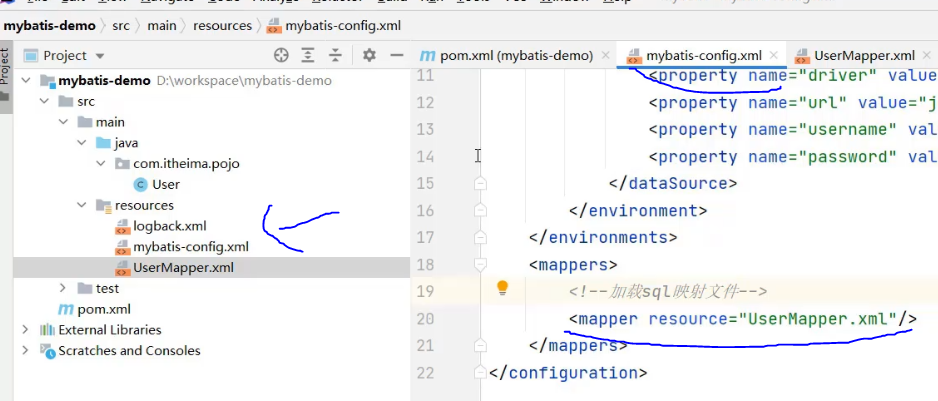 mybatis-demo › src › main › resources › mybatis-config.xml
Project
Project
pom.xml (mybatis-demo)
mybatis-config.xml
UserMapper.xml
mybatis-demo D:\workspace\mybatis-demo
src
main
java
com.itheima.pojo
User
resources
logback.xml
mybatis-config.xml
UserMapper.xml
test
pom.xml
External Libraries
Scratches and Consoles
11 <property name="driver" value
12 <property name="url" value="j
13 <property name="username" val
14 <property name="password" val
15 </dataSource>
16 </environment>
17 </environments>
18 <mappers>
19 <!--加载sql映射文件-->
20 <mapper resource="UserMapper.xml"/>
21 </mappers>
22 </configuration>